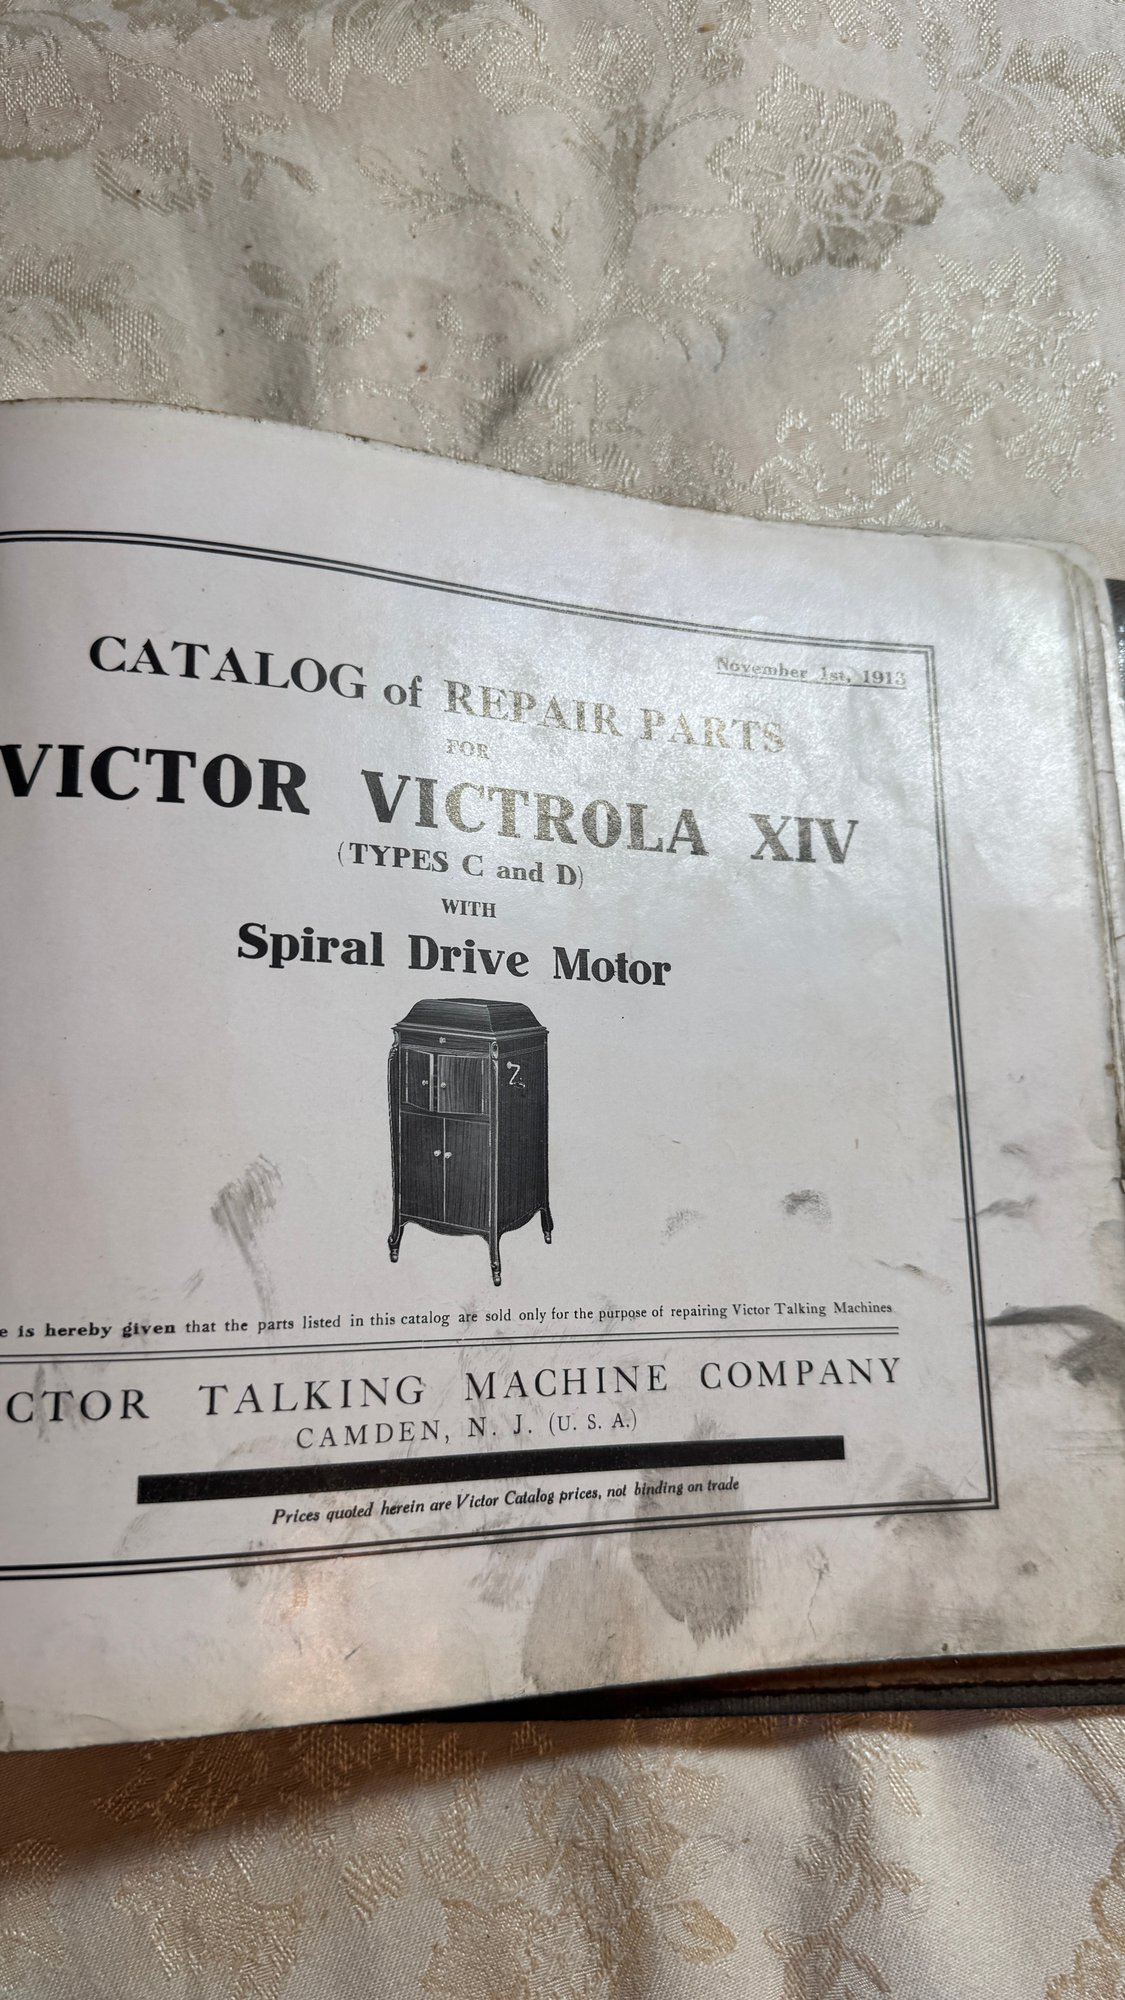 November 1st, 1913
CATALOG of REPAIR PARTS
FOR
VICTOR VICTROLA XIV
(TYPES C and D)
WITH
Spiral Drive Motor
e is hereby given that the parts listed in this catalog are sold only for the purpose of repairing Victor Talking Machines
CTOR TALKING MACHINE COMPANY
CAMDEN, N. J. (U. S. A.)
Prices quoted herein are Victor Catalog prices, not binding on trade